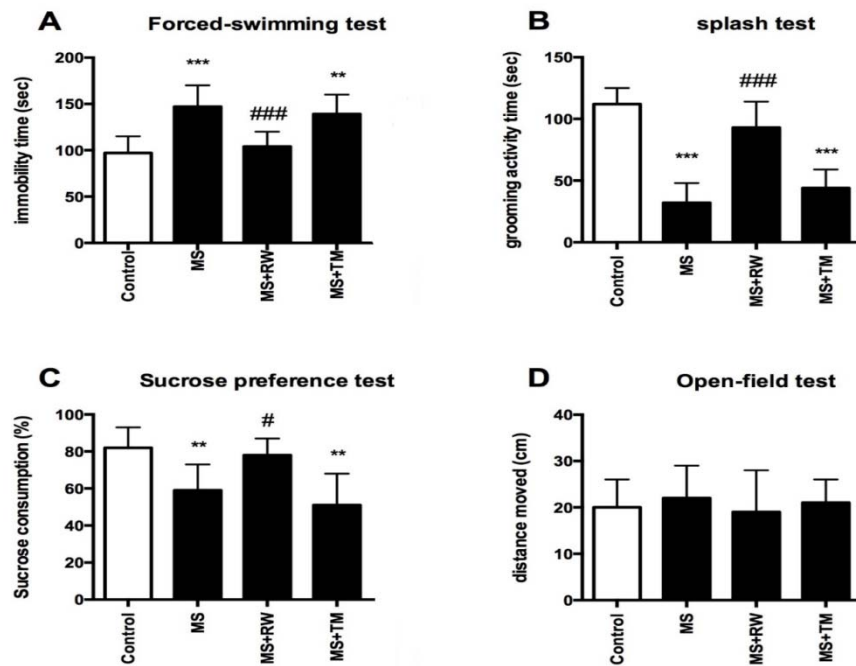 A Forced-swimming test
immobility time (sec)
200
150
100
50
0
***
###
**
Control
MS
MS+RW
MS+TM
B splash test
grooming activity time (sec)
150
100
50
0
***
###
***
Control
MS
MS+RW
MS+TM
C Sucrose preference test
Sucrose consumption (%)
100
80
60
40
20
0
**
#
**
Control
MS
MS+RW
MS+TM
D Open-field test
distance moved (cm)
40
30
20
10
0
Control
MS
MS+RW
MS+TM